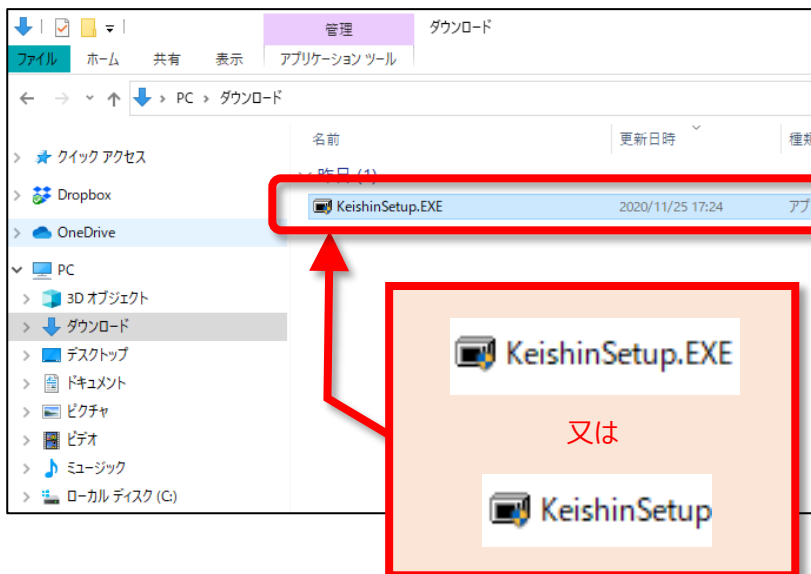 管理
ダウンロード
ファイル
ホーム
共有
表示
アプリケーション ツール
PC
ダウンロード
名前
更新日時
クイック アクセス
Dropbox
OneDrive
PC
3D オブジェクト
ダウンロード
デスクトップ
ドキュメント
ピクチャ
ビデオ
ミュージック
ローカル ディスク (C:)
昨日 (1)
KeishinSetup.EXE
2020/11/25 17:24
アプ
KeishinSetup.EXE
又は
KeishinSetup